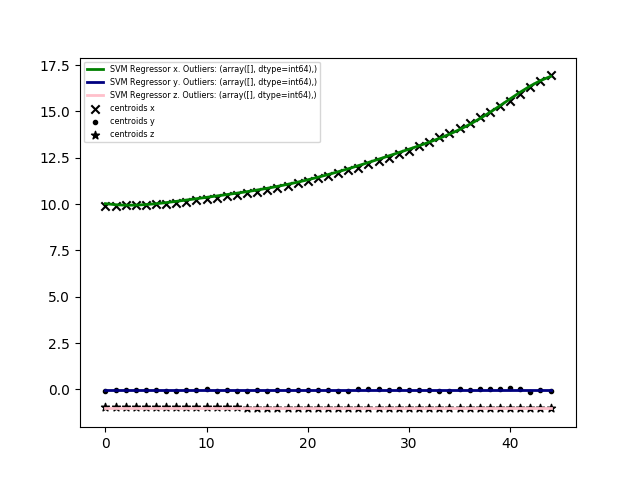 SVM Regressor x. Outliers: (array([], dtype=int64),)
SVM Regressor y. Outliers: (array([], dtype=int64),)
SVM Regressor z. Outliers: (array([], dtype=int64),)
centroids x
centroids y
centroids z
17.5
15.0
12.5
10.0
7.5
5.0
2.5
0.0
0 10 20 30 40